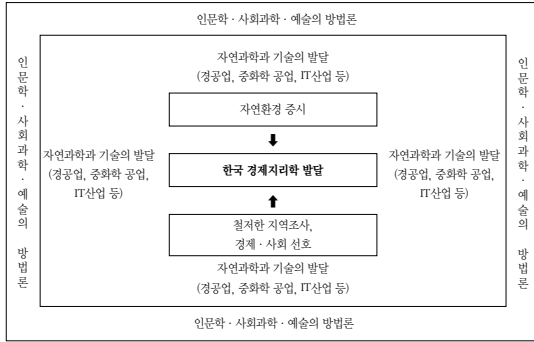 인문학 · 사회과학 · 예술의 방법론
인문학 · 사회과학 · 예술의 방법론
자연과학과 기술의 발달
(경공업, 중화학 공업, IT산업 등)
자연환경 중시
자연과학과 기술의 발달
(경공업, 중화학 공업,
IT산업 등)
한국 경제지리학 발달
자연과학과 기술의 발달
(경공업, 중화학 공업,
IT산업 등)
철저한 지역조사,
경제 · 사회 선호
자연과학과 기술의 발달
(경공업, 중화학 공업, IT산업 등)
인문학 · 사회과학 · 예술의 방법론
인문학 · 사회과학 · 예술의 방법론